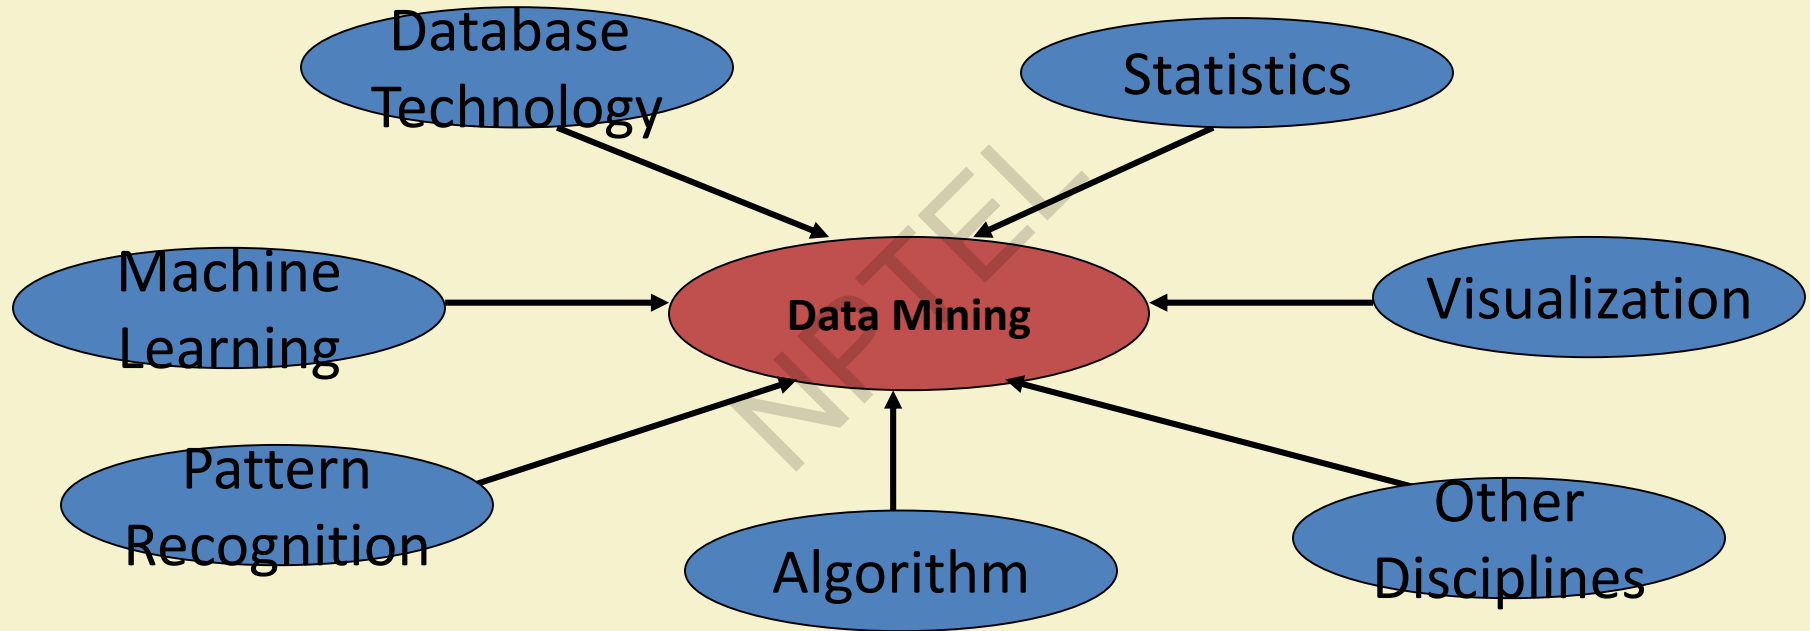 Database
Technology
Statistics
Machine
Learning
Data Mining
Visualization
Pattern
Recognition
Algorithm
Other
Disciplines
NPTEL